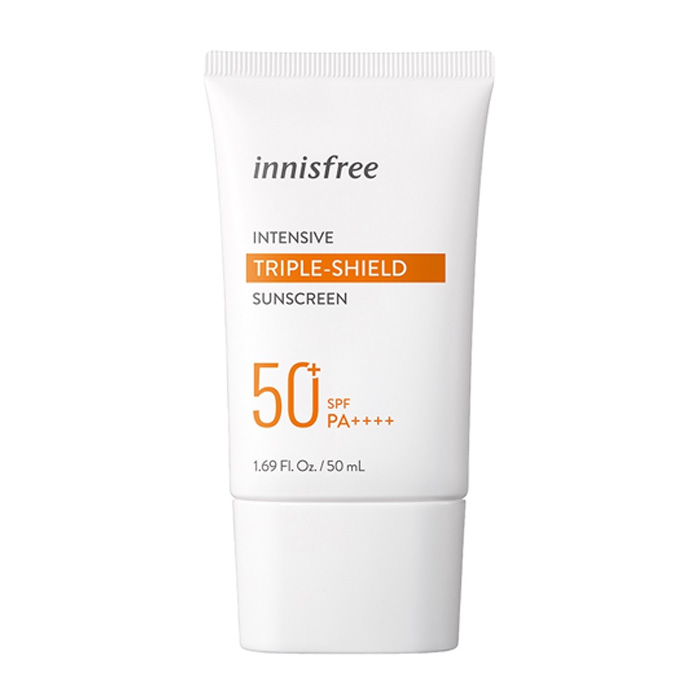 innisfree
INTENSIVE
TRIPLE-SHIELD
SUNSCREEN
50+
SPF
PA++++
1.69 Fl. Oz. / 50 mL